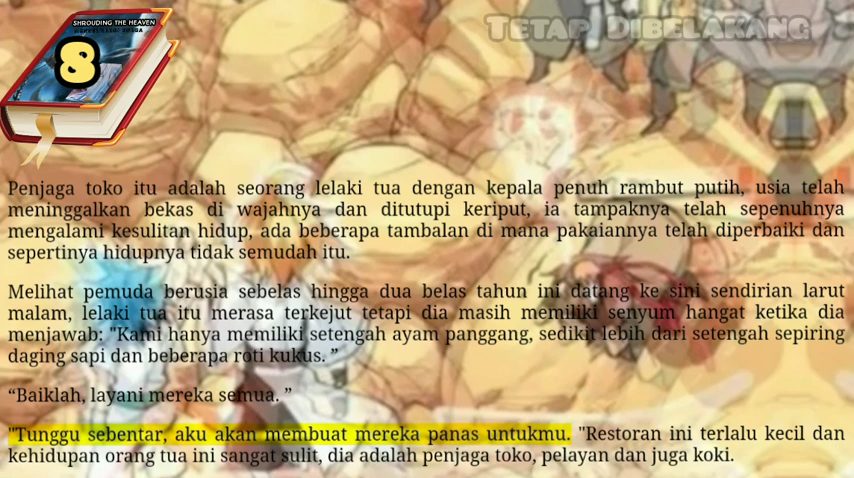 SHROUDING THE HEAVEN
8
TETAP DIBELAKANG
Penjaga toko itu adalah seorang lelaki tua dengan kepala penuh rambut putih, usia telah
meninggalkan bekas di wajahnya dan ditutupi keriput, ia tampaknya telah sepenuhnya
mengalami kesulitan hidup, ada beberapa tambalan di mana pakaiannya telah diperbaiki dan
sepertinya hidupnya tidak semudah itu.
Melihat pemuda berusia sebelas hingga dua belas tahun ini datang ke sini sendirian larut
malam, lelaki tua itu merasa terkejut tetapi dia masih memiliki senyum hangat ketika dia
menjawab: "Kami hanya memiliki setengah ayam panggang, sedikit lebih dari setengah sepiring
daging sapi dan beberapa roti kukus. ”
“Baiklah, layani mereka semua. ”
"Tunggu sebentar, aku akan membuat mereka panas untukmu. "Restoran ini terlalu kecil dan
kehidupan orang tua ini sangat sulit, dia adalah penjaga toko, pelayan dan juga koki.